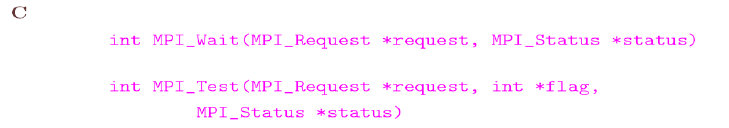 C
int MPI_Wait(MPI_Request *request, MPI_Status *status)
int MPI_Test(MPI_Request *request, int *flag,
MPI_Status *status)